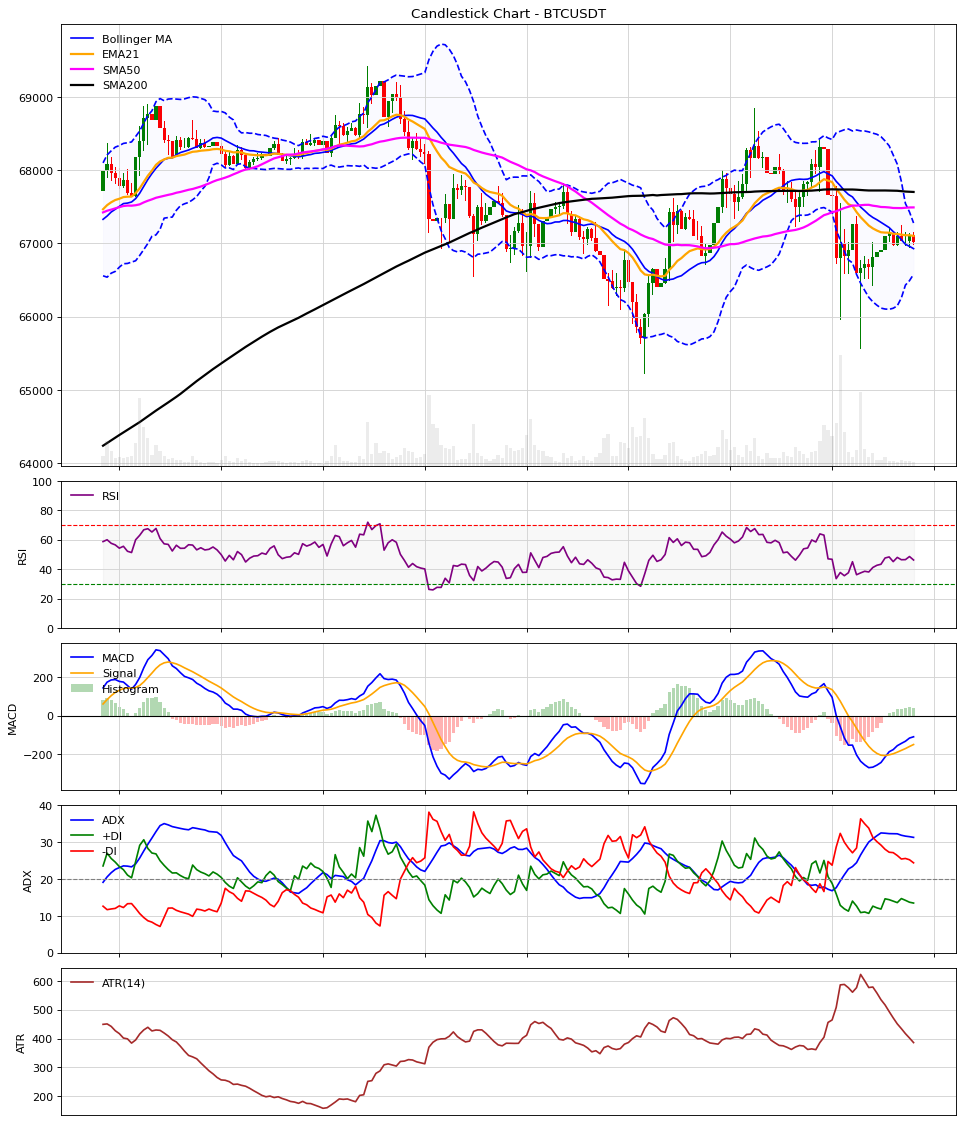 Candlestick Chart - BTCUSDT
Bollinger MA
EMA21
SMA50
SMA200
69000
68000
67000
66000
65000
64000
RSI
100
80
60
40
20
0
RSI
MACD
Signal
Histogram
200
0
−200
MACD
ADX
+DI
-DI
40
30
20
10
0
ADX
ATR(14)
600
500
400
300
200
ATR